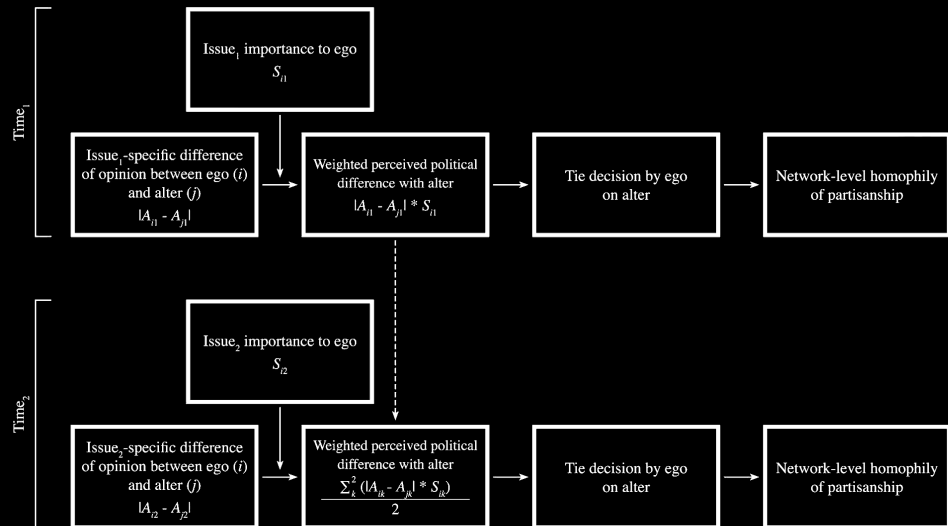 Time₁
Issue₁ importance to ego
Sᵢ₁
Issue₁-specific difference
of opinion between ego (i)
and alter (j)
|Aᵢ₁ - Aⱼ₁|
Weighted perceived political
difference with alter
|Aᵢ₁ - Aⱼ₁| * Sᵢ₁
Tie decision by ego
on alter
Network-level homophily
of partisanship
Time₂
Issue₂ importance to ego
Sᵢ₂
Issue₂-specific difference
of opinion between ego (i)
and alter (j)
|Aᵢ₂ - Aⱼ₂|
Weighted perceived political
difference with alter
∑ₖ² (|Aᵢₖ - Aⱼₖ| * Sᵢₖ)
2
Tie decision by ego
on alter
Network-level homophily
of partisanship